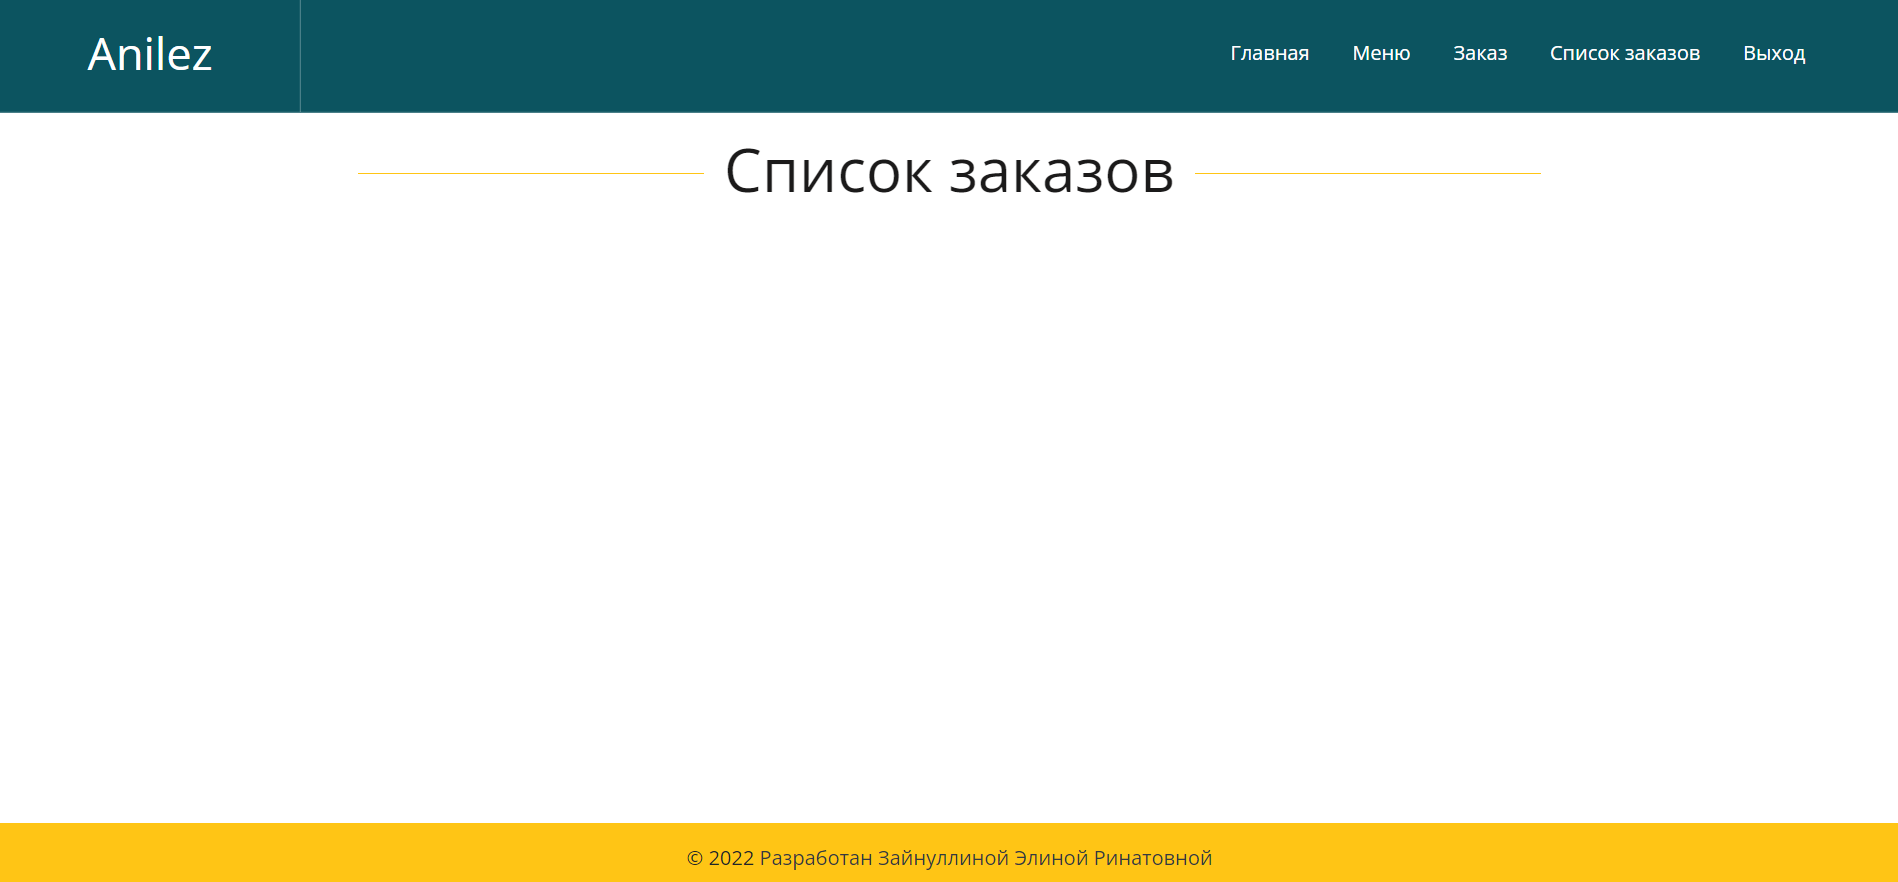 Anilez
Главная Меню Заказ Список заказов Выход
Список заказов
© 2022 Разработан Зайнуллиной Элиной Ринатовной